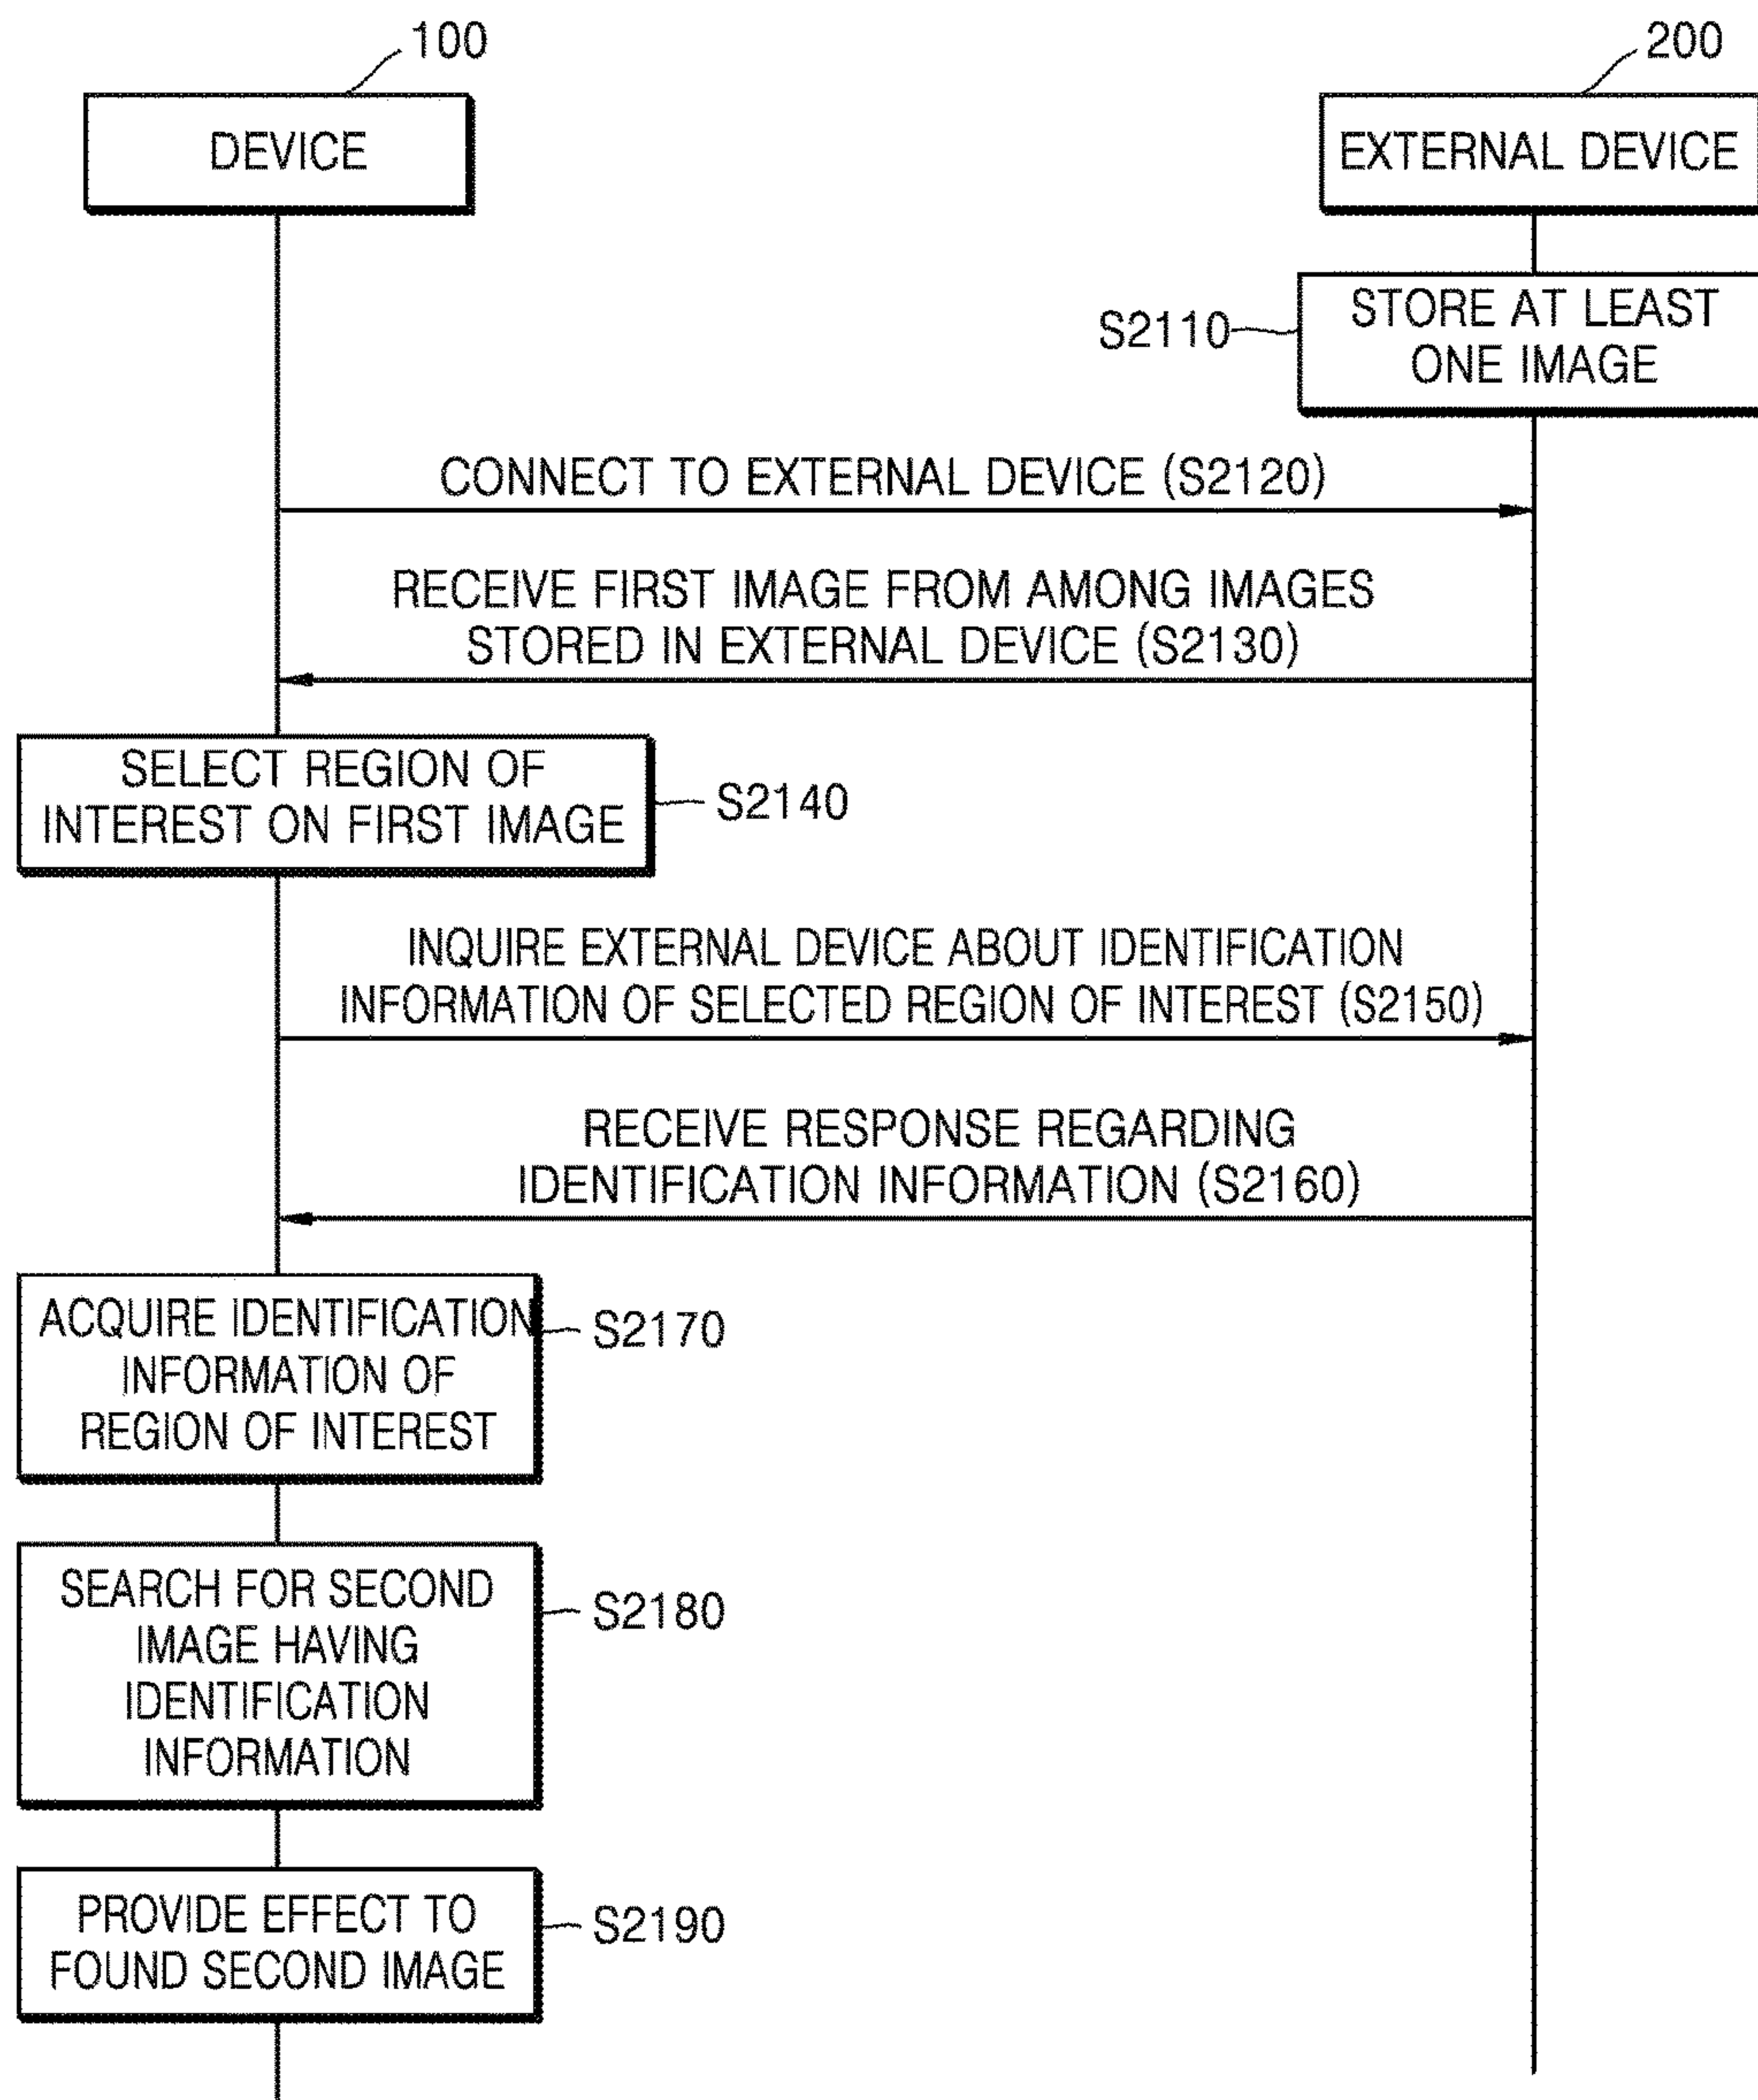 100
200
DEVICE
EXTERNAL DEVICE
S2110
STORE AT LEAST
ONE IMAGE
CONNECT TO EXTERNAL DEVICE (S2120)
RECEIVE FIRST IMAGE FROM AMONG IMAGES
STORED IN EXTERNAL DEVICE (S2130)
SELECT REGION OF
INTEREST ON FIRST IMAGE
S2140
INQUIRE EXTERNAL DEVICE ABOUT IDENTIFICATION
INFORMATION OF SELECTED REGION OF INTEREST (S2150)
RECEIVE RESPONSE REGARDING
IDENTIFICATION INFORMATION (S2160)
ACQUIRE IDENTIFICATION
INFORMATION OF
REGION OF INTEREST
S2170
SEARCH FOR SECOND
IMAGE HAVING
IDENTIFICATION
INFORMATION
S2180
PROVIDE EFFECT TO
FOUND SECOND IMAGE
S2190